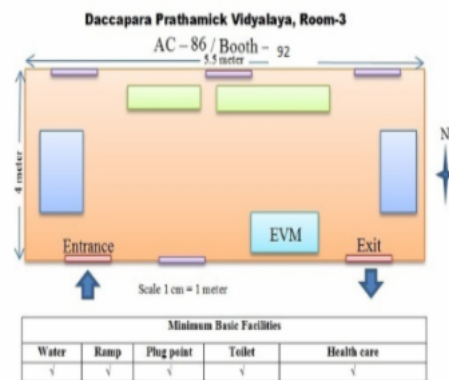 Daccapara Prathamick Vidyalaya, Room-3
AC – 86 / Booth – 92
5.5 meter
4 meter
N
EVM
Entrance
Exit
Scale 1 cm = 1 meter
Minimum Basic Facilities
Water Ramp Plug point Toilet Health care
√ √ √ √ √